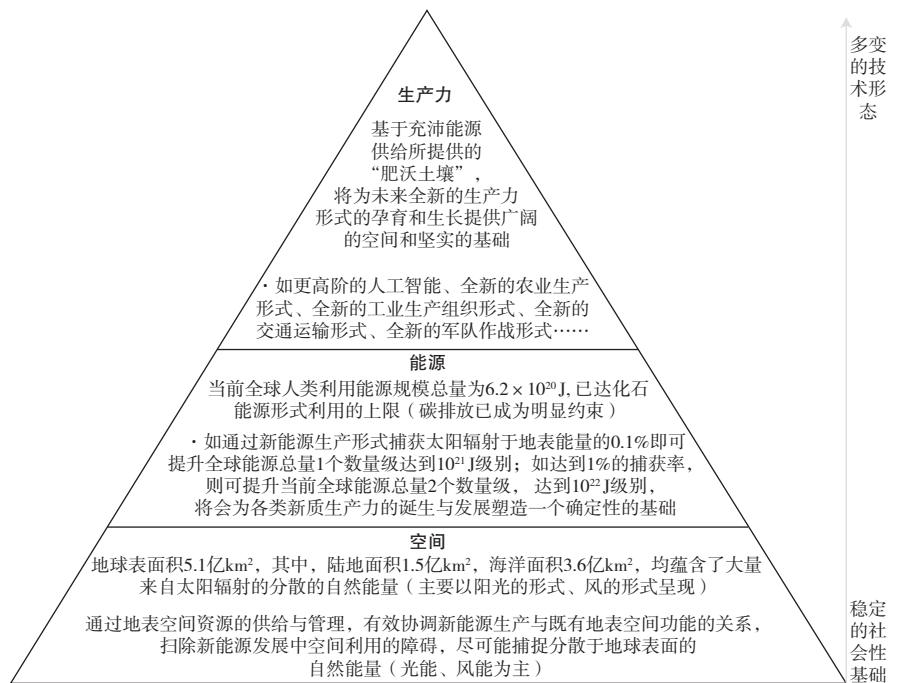 生产力
基于充沛能源
供给所提供的
“肥沃土壤”，
将为未来全新的生产力
形式的孕育和生长提供广阔
的空间和坚实的基础
·如更高阶的人工智能、全新的农业生产
形式、全新的工业生产组织形式、全新的
交通运输形式、全新的军队作战形式……
能源
当前全球人类利用能源规模总量为6.2×10²⁰J,已达化石
能源形式利用的上限（碳排放已成为明显约束）
·如通过新能源生产形式捕获太阳辐射于地表能量的0.1%即可
提升全球能源总量1个数量级达到10²¹J级别；如达到1%的捕获率，
则可提升当前全球能源总量2个数量级， 达到10²²J级别，
将会为各类新质生产力的诞生与发展塑造一个确定性的基础
空间
地球表面积5.1亿km²，其中，陆地面积1.5亿km²，海洋面积3.6亿km²，均蕴含了大量
来自太阳辐射的分散的自然能量（主要以阳光的形式、风的形式呈现）
通过地表空间资源的供给与管理，有效协调新能源生产与既有地表空间功能的关系，
扫除新能源发展中空间利用的障碍，尽可能捕捉分散于地球表面的
自然能量（光能、风能为主）
多变
的技
术形
态
稳定
的社
会性
基础